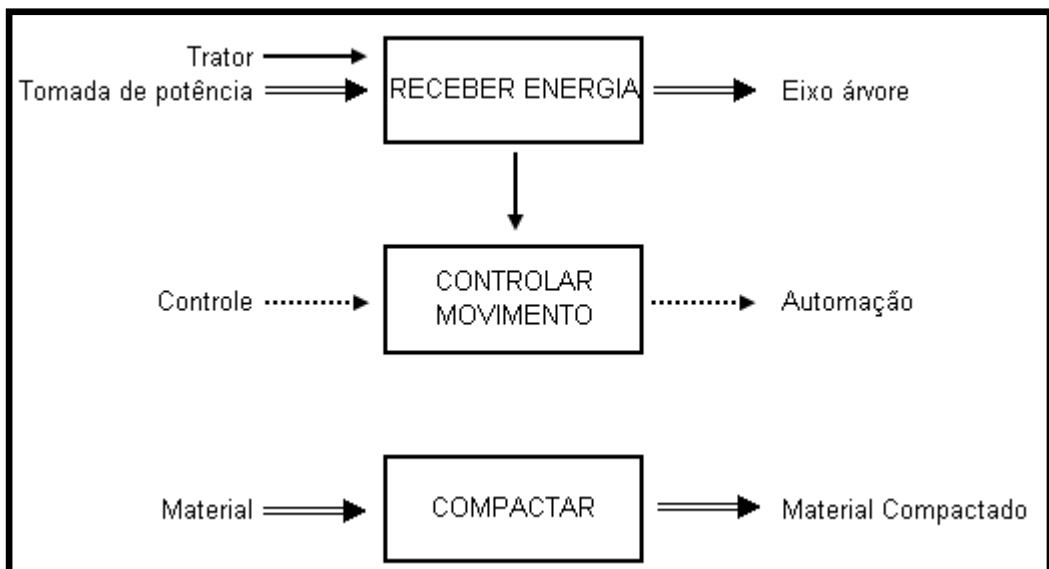 Trator
Tomada de potência
RECEBER ENERGIA
Eixo árvore
Controle
CONTROLAR
MOVIMENTO
Automação
Material
COMPACTAR
Material Compactado